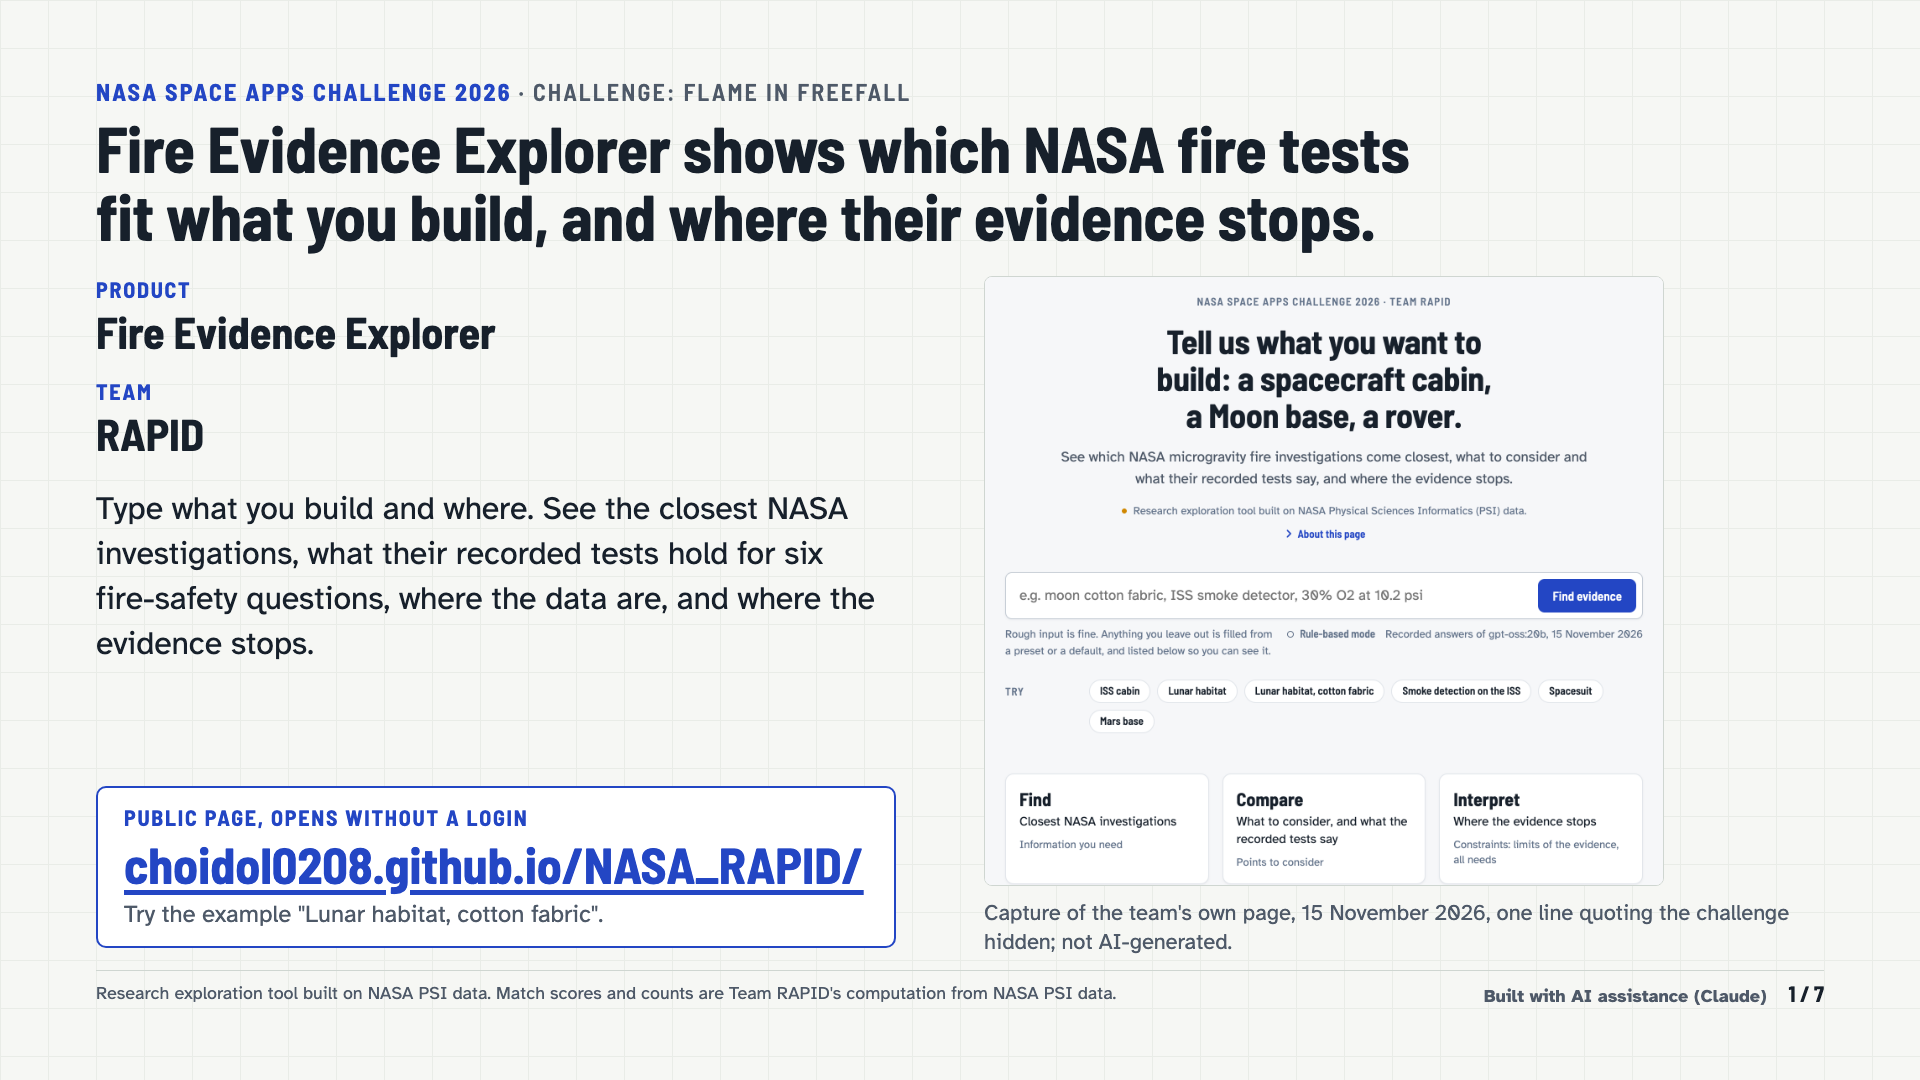 NASA SPACE APPS CHALLENGE 2026 · CHALLENGE: FLAME IN FREEFALL
Fire Evidence Explorer shows which NASA fire tests
fit what you build, and where their evidence stops.
PRODUCT
Fire Evidence Explorer
TEAM
RAPID
Type what you build and where. See the closest NASA
investigations, what their recorded tests hold for six
fire-safety questions, where the data are, and where the
evidence stops.
PUBLIC PAGE, OPENS WITHOUT A LOGIN
choidol0208.github.io/NASA_RAPID/
Try the example "Lunar habitat, cotton fabric".
NASA SPACE APPS CHALLENGE 2026 · TEAM RAPID
Tell us what you want to
build: a spacecraft cabin,
a Moon base, a rover.
See which NASA microgravity fire investigations come closest, what to consider and
what their recorded tests say, and where the evidence stops.
Research exploration tool built on NASA Physical Sciences Informatics (PSI) data.
About this page
e.g. moon cotton fabric, ISS smoke detector, 30% O2 at 10.2 psi
Find evidence
Rough input is fine. Anything you leave out is filled from
a preset or a default, and listed below so you can see it.
Rule-based mode Recorded answers of gpt-oss:20b, 15 November 2026
TRY
ISS cabin
Lunar habitat
Lunar habitat, cotton fabric
Smoke detection on the ISS
Spacesuit
Mars base
Find
Closest NASA investigations
Information you need
Compare
What to consider, and what the
recorded tests say
Points to consider
Interpret
Where the evidence stops
Constraints: limits of the evidence,
all needs
Capture of the team's own page, 15 November 2026, one line quoting the challenge
hidden; not AI-generated.
Research exploration tool built on NASA PSI data. Match scores and counts are Team RAPID's computation from NASA PSI data.
Built with AI assistance (Claude) 1 / 7